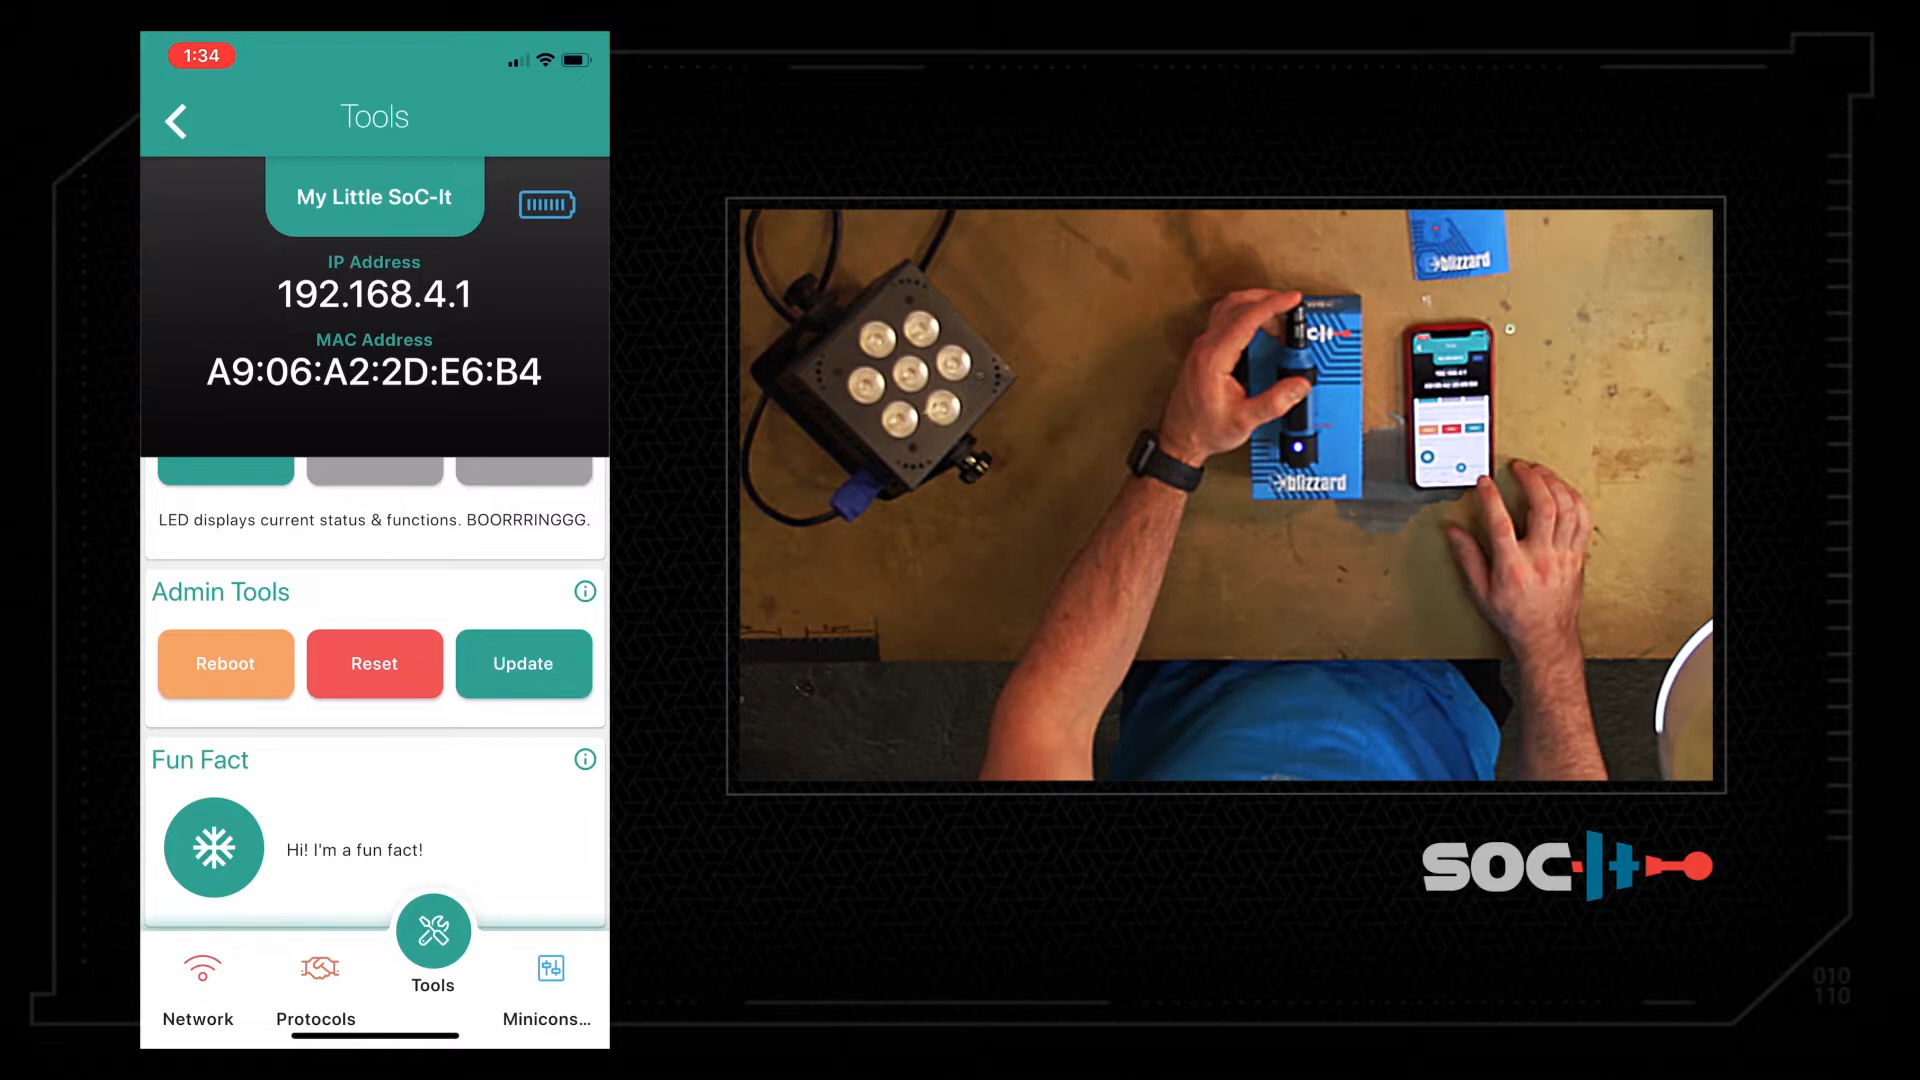 1:34
Tools
My Little SoC-It
IP Address
192.168.4.1
MAC Address
A9:06:A2:2D:E6:B4
LED displays current status & functions. BOORRRINGGG.
Admin Tools
Reboot
Reset
Update
Fun Fact
Hi! I'm a fun fact!
Tools
Network
Protocols
Minicons...
blizzard
blizzard
SOC-It
010
110